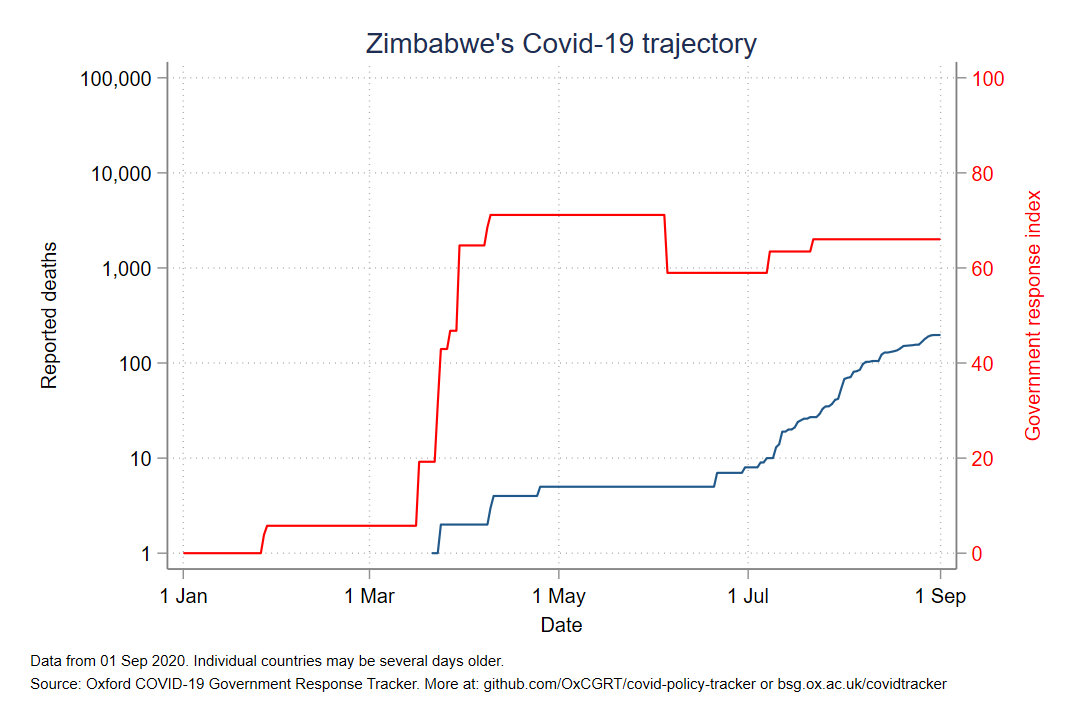 Zimbabwe's Covid-19 trajectory
100,000
10,000
1,000
100
10
1
Reported deaths
100
80
60
40
20
0
Government response index
1 Jan
1 Mar
1 May
1 Jul
1 Sep
Date
Data from 01 Sep 2020. Individual countries may be several days older.
Source: Oxford COVID-19 Government Response Tracker. More at: github.com/OxCGRT/covid-policy-tracker or bsg.ox.ac.uk/covidtracker